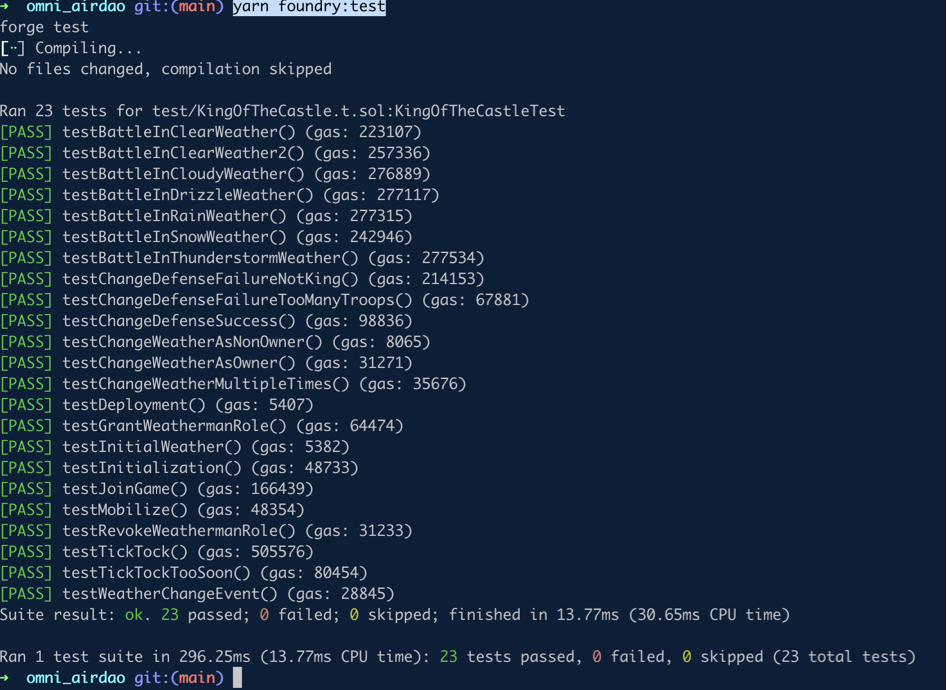 → omni_airdao git:(main) yarn foundry:test
forge test
[⠒] Compiling...
No files changed, compilation skipped

Ran 23 tests for test/KingOfTheCastle.t.sol:KingOfTheCastleTest
[PASS] testBattleInClearWeather() (gas: 223107)
[PASS] testBattleInClearWeather2() (gas: 257336)
[PASS] testBattleInCloudyWeather() (gas: 276889)
[PASS] testBattleInDrizzleWeather() (gas: 277117)
[PASS] testBattleInRainWeather() (gas: 277315)
[PASS] testBattleInSnowWeather() (gas: 242946)
[PASS] testBattleInThunderstormWeather() (gas: 277534)
[PASS] testChangeDefenseFailureNotKing() (gas: 214153)
[PASS] testChangeDefenseFailureTooManyTroops() (gas: 67881)
[PASS] testChangeDefenseSuccess() (gas: 98836)
[PASS] testChangeWeatherAsNonOwner() (gas: 8065)
[PASS] testChangeWeatherAsOwner() (gas: 31271)
[PASS] testChangeWeatherMultipleTimes() (gas: 35676)
[PASS] testDeployment() (gas: 5407)
[PASS] testGrantWeathermanRole() (gas: 64474)
[PASS] testInitialWeather() (gas: 5382)
[PASS] testInitialization() (gas: 48733)
[PASS] testJoinGame() (gas: 166439)
[PASS] testMobilize() (gas: 48354)
[PASS] testRevokeWeathermanRole() (gas: 31233)
[PASS] testTickTock() (gas: 505576)
[PASS] testTickTockTooSoon() (gas: 80454)
[PASS] testWeatherChangeEvent() (gas: 28845)
Suite result: ok. 23 passed; 0 failed; 0 skipped; finished in 13.77ms (30.65ms CPU time)

Ran 1 test suite in 296.25ms (13.77ms CPU time): 23 tests passed, 0 failed, 0 skipped (23 total tests)
→ omni_airdao git:(main)